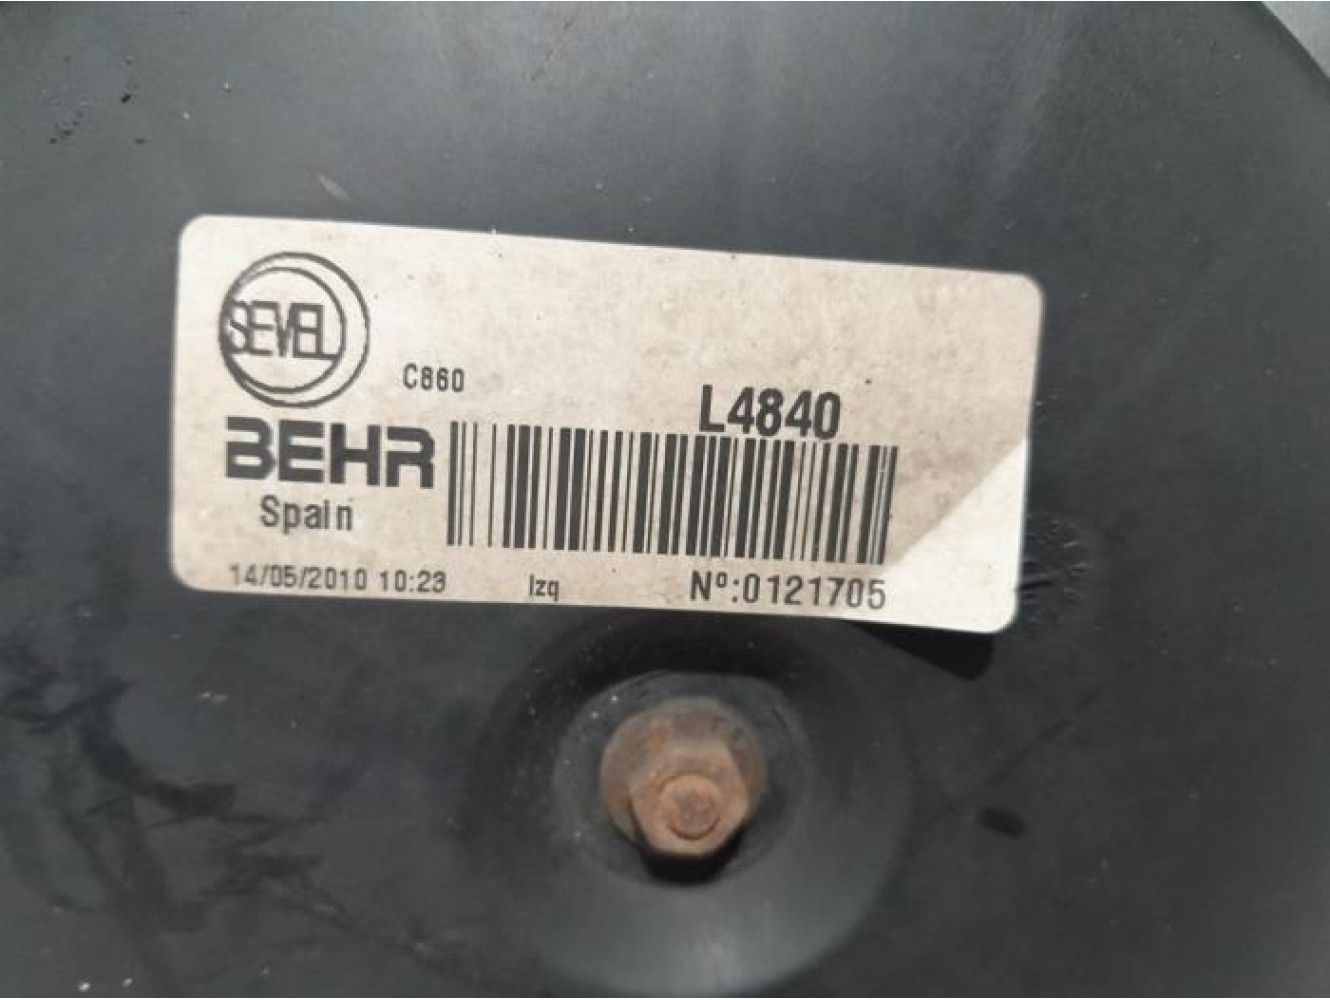 SEVEL
C860
L4840
BEHR
Spain
14/05/2010 10:23 Izq Nº:0121705